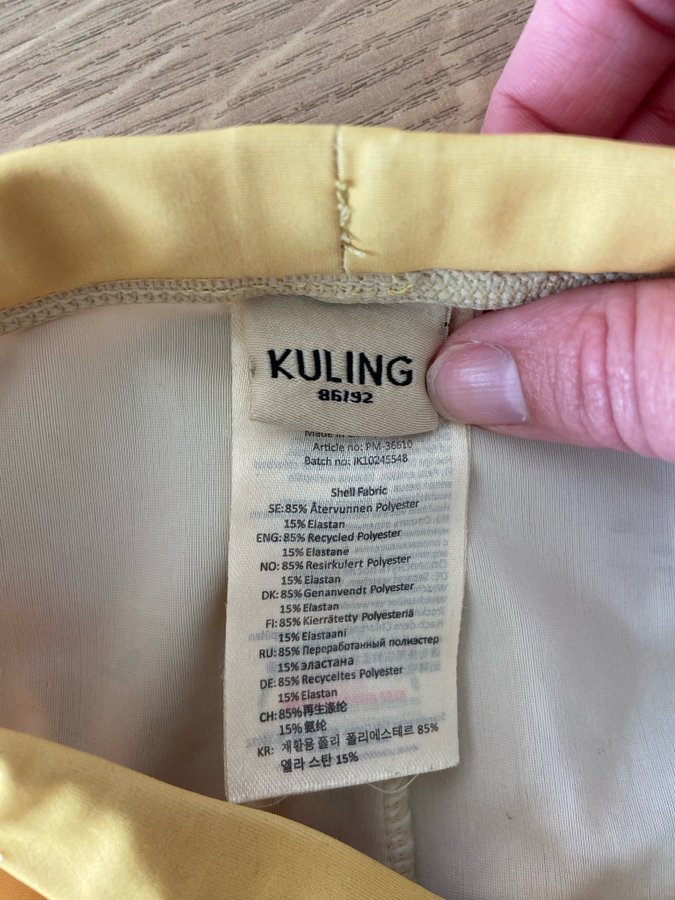 KULING
86/92
Made in
Article no: PM-36610
Batch no: IK10245548
Shell Fabric
SE: 85% Återvunnen Polyester
15% Elastan
ENG: 85% Recycled Polyester
15% Elastane
NO: 85% Resirkulert Polyester
15% Elastan
DK: 85% Genanvendt Polyester
15% Elastan
FI: 85% Kierrätetty Polyesteriä
15% Elastaani
RU: 85% Переработанный полиэстер
15% эластана
DE: 85% Recyceltes Polyester
15% Elastan
CH: 85% 再生涤纶
15% 氨纶
KR: 재활용 폴리 폴리에스테르 85%
엘라 스탄 15%